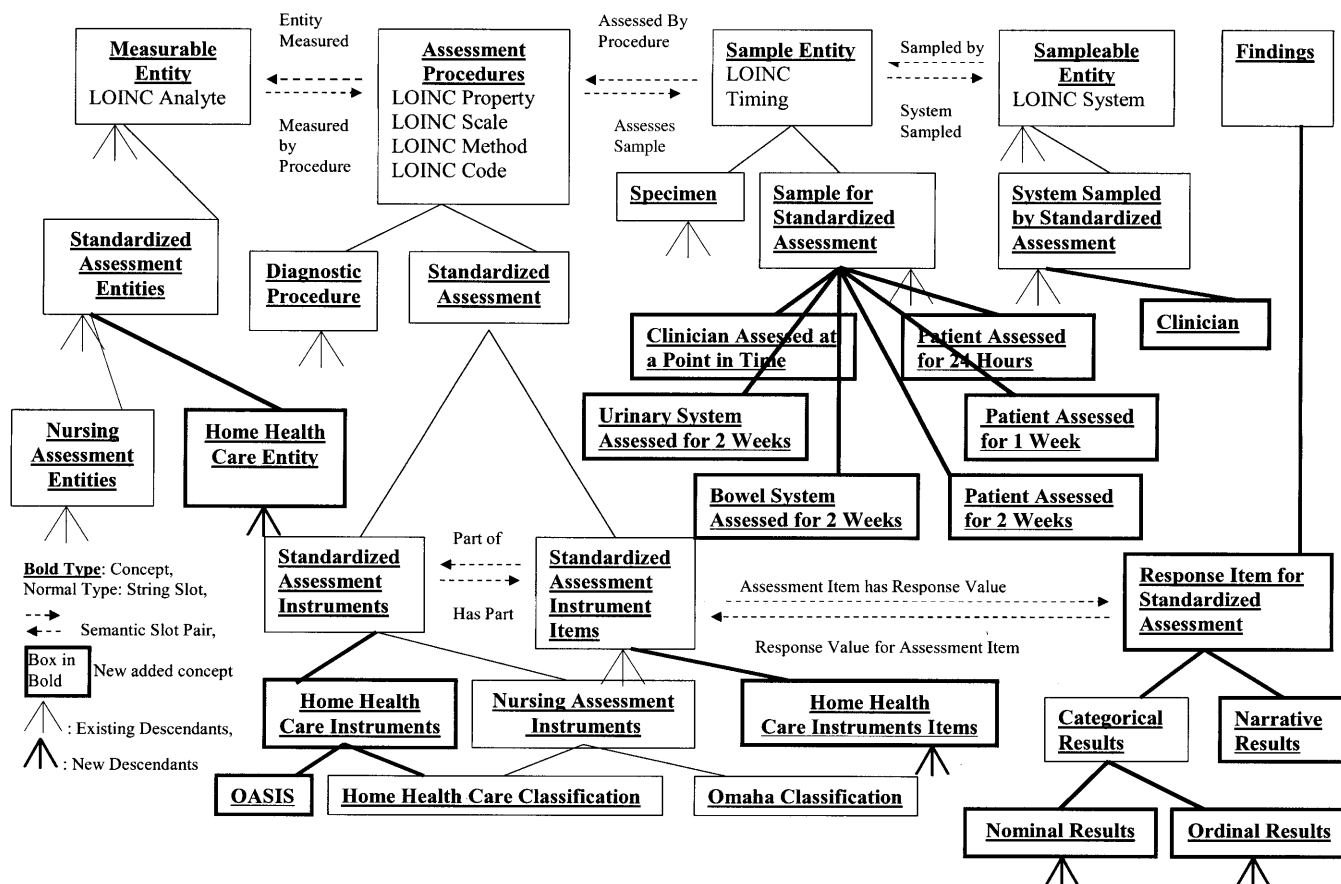 Measurable
Entity
LOINC Analyte
Entity
Measured
Measured
by
Procedure
Assessment
Procedures
LOINC Property
LOINC Scale
LOINC Method
LOINC Code
Assessed By
Procedure
Assesses
Sample
Sample Entity
LOINC
Timing
Sampled by
System
Sampled
Sampleable
Entity
LOINC System
Findings
Specimen
Sample for
Standardized
Assessment
System Sampled
by Standardized
Assessment
Standardized
Assessment
Entities
Diagnostic
Procedure
Standardized
Assessment
Clinician Assessed at
a Point in Time
Patient Assessed
for 24 Hours
Clinician
Nursing
Assessment
Entities
Home Health
Care Entity
Urinary System
Assessed for 2 Weeks
Patient Assessed
for 1 Week
Bowel System
Assessed for 2 Weeks
Patient Assessed
for 2 Weeks
Standardized
Assessment
Instruments
Part of
Has Part
Standardized
Assessment
Instrument
Items
Assessment Item has Response Value
Response Value for Assessment Item
Response Item for
Standardized
Assessment
Bold Type: Concept,
Normal Type: String Slot,
Semantic Slot Pair,
Box in
Bold
New added concept
: Existing Descendants,
: New Descendants
Home Health
Care Instruments
Nursing Assessment
Instruments
Home Health
Care Instruments Items
Categorical
Results
Narrative
Results
OASIS
Home Health Care Classification
Omaha Classification
Nominal Results
Ordinal Results